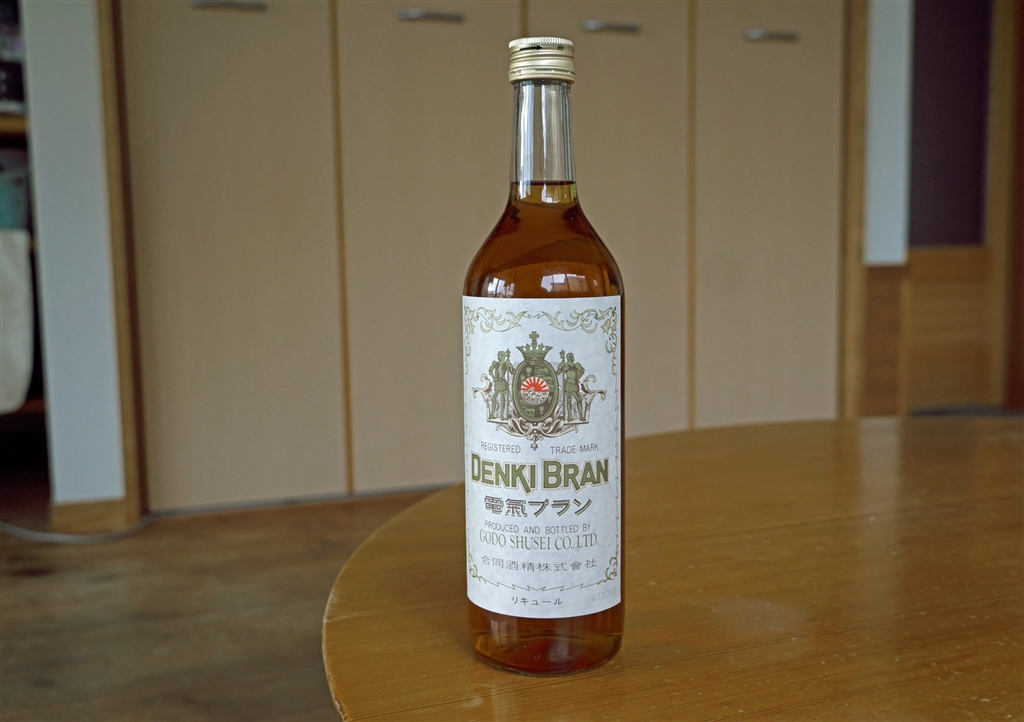 REGISTERED TRADE MARK
DENKI BRAN
電氣ブラン
PRODUCED AND BOTTLED BY
GODO SHUSEI CO., LTD.
合同酒精株式會社
リキュール